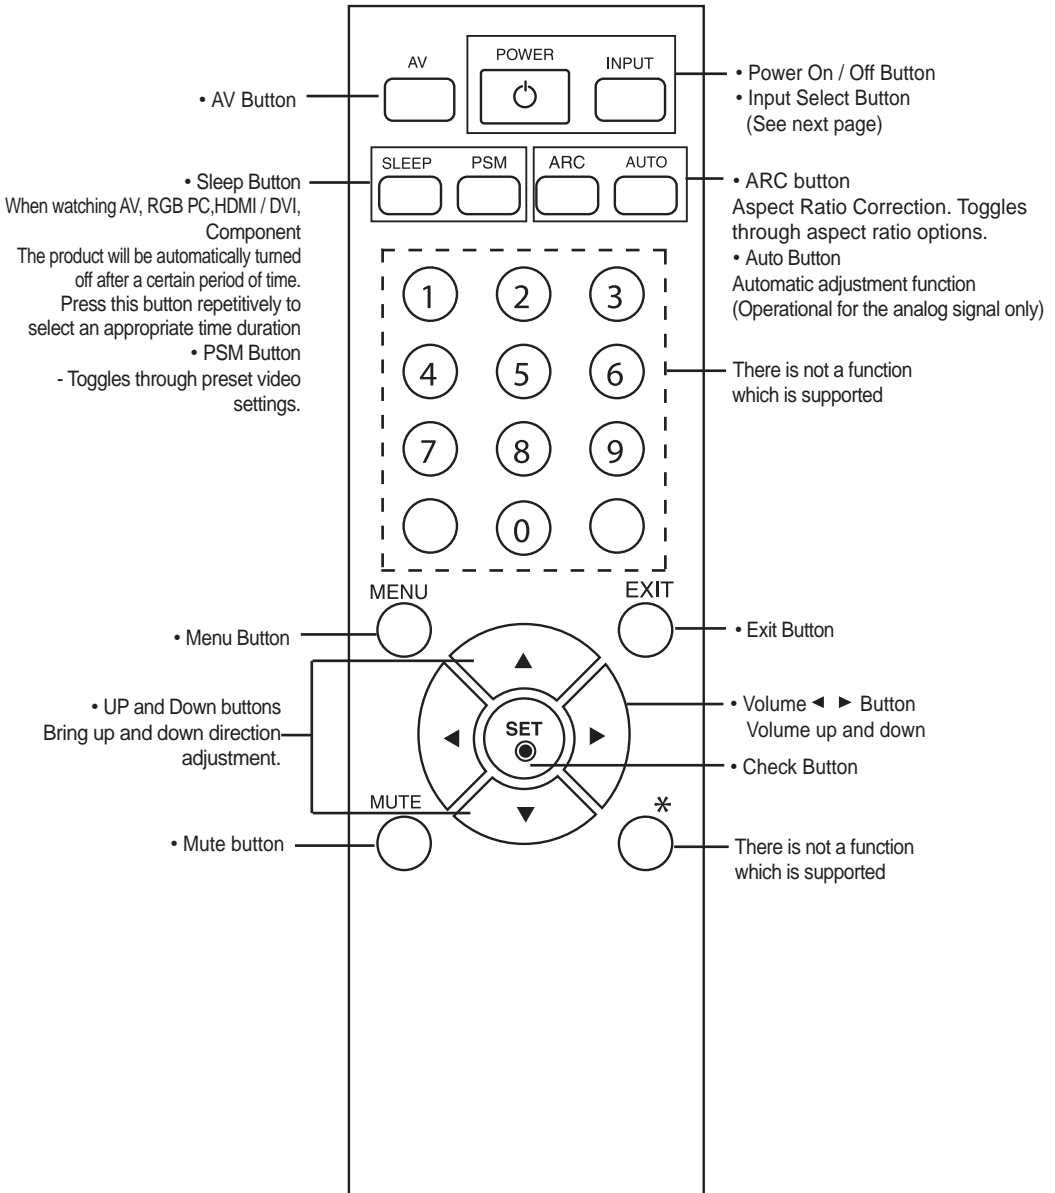 AV
POWER
INPUT
• AV Button
• Power On / Off Button
• Input Select Button
(See next page)
SLEEP
PSM
ARC
AUTO
• Sleep Button
When watching AV, RGB PC,HDMI / DVI,
Component
The product will be automatically turned
off after a certain period of time.
Press this button repetitively to
select an appropriate time duration
• PSM Button
- Toggles through preset video
settings.
• ARC button
Aspect Ratio Correction. Toggles
through aspect ratio options.
• Auto Button
Automatic adjustment function
(Operational for the analog signal only)
1 2 3
4 5 6
7 8 9
0
There is not a function
which is supported
MENU
EXIT
• Menu Button
• Exit Button
• UP and Down buttons
Bring up and down direction
adjustment.
▲
◄
SET
►
▼
• Volume ◄ ► Button
Volume up and down
• Check Button
MUTE
*
• Mute button
There is not a function
which is supported